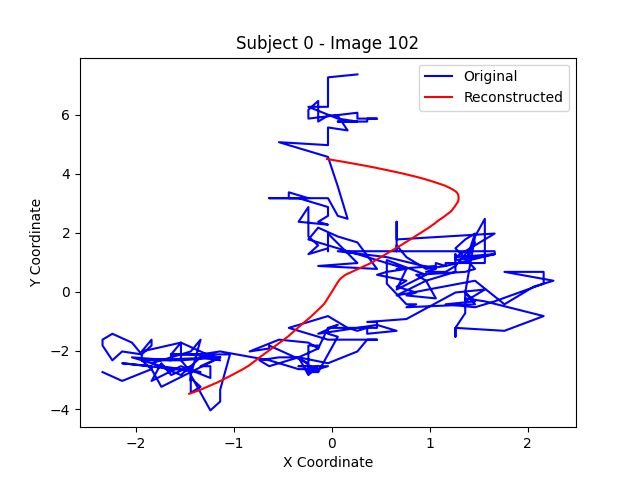 Subject 0 - Image 102
Original
Reconstructed
Y Coordinate
6
4
2
0
−2
−4
−2
−1
0
1
2
X Coordinate